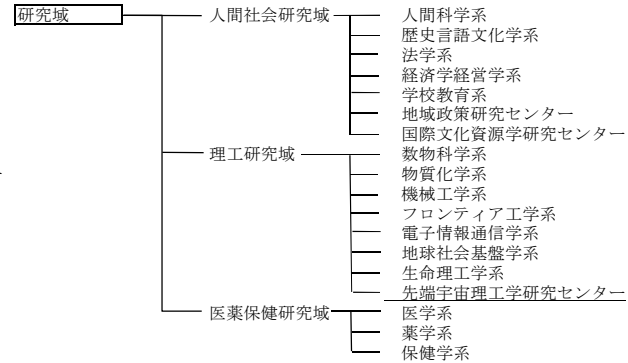 研究域
人間社会研究域
人間科学系
歴史言語文化学系
法学系
経済学経営学系
学校教育系
地域政策研究センター
国際文化資源学研究センター
理工研究域
数物科学系
物質化学系
機械工学系
フロンティア工学系
電子情報通信学系
地球社会基盤学系
生命理工学系
先端宇宙理工学研究センター
医薬保健研究域
医学系
薬学系
保健学系